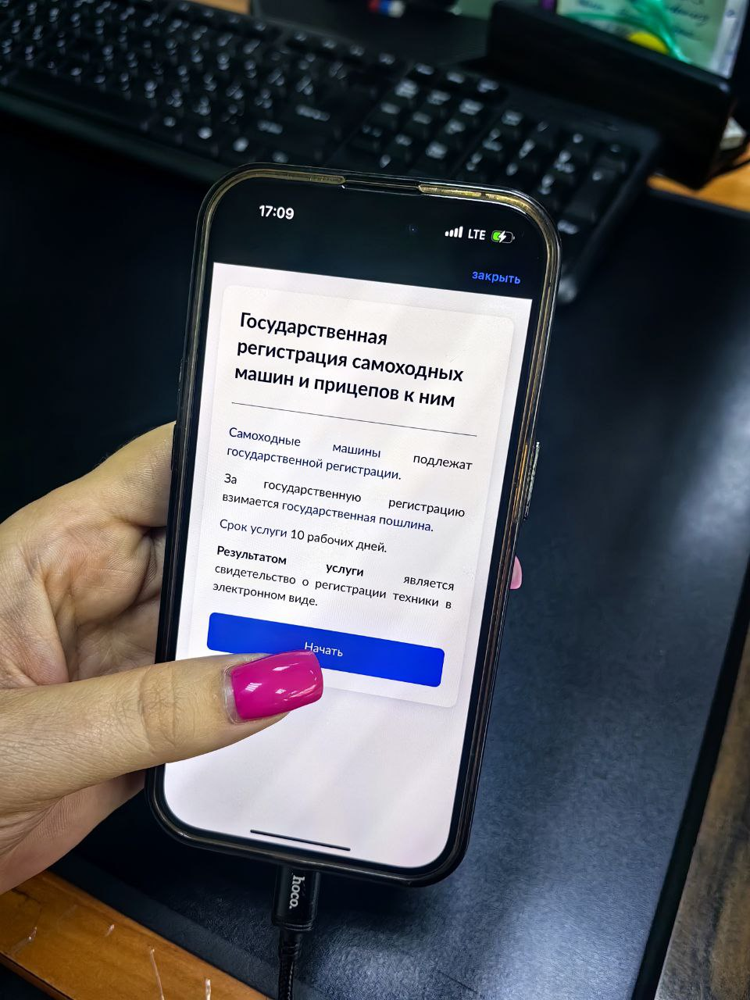 17:09
LTE
закрыть
Государственная
регистрация самоходных
машин и прицепов к ним
Самоходные машины подлежат
государственной регистрации.
За государственную регистрацию
взимается государственная пошлина.
Срок услуги 10 рабочих дней.
Результатом услуги является
свидетельство о регистрации техники в
электронном виде.
Начать
hoco.